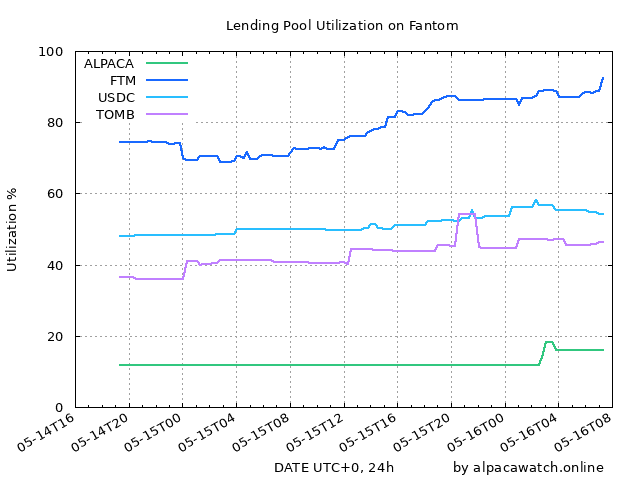 Lending Pool Utilization on Fantom
100
80
60
40
20
0
Utilization %
ALPACA
FTM
USDC
TOMB
05-14T16
05-14T20
05-15T00
05-15T04
05-15T08
05-15T12
05-15T16
05-15T20
05-16T00
05-16T04
05-16T08
DATE UTC+0, 24h
by alpacawatch.online